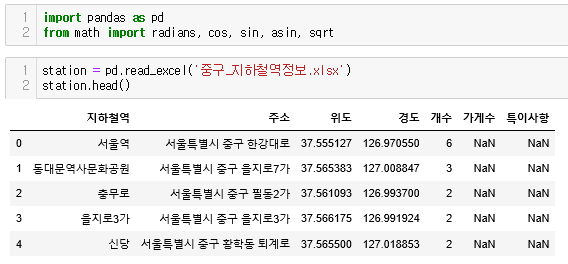 1 import pandas as pd
2 from math import radians, cos, sin, asin, sqrt
1 station = pd.read_excel('중구_지하철역정보.xlsx')
2 station.head()
지하철역 주소 위도 경도 개수 가게수 특이사항
0 서울역 서울특별시 중구 한강대로 37.555127 126.970550 6 NaN NaN
1 동대문역사문화공원 서울특별시 중구 을지로7가 37.565383 127.008847 3 NaN NaN
2 충무로 서울특별시 중구 필동2가 37.561093 126.993700 2 NaN NaN
3 을지로3가 서울특별시 중구 을지로3가 37.566175 126.991924 2 NaN NaN
4 신당 서울특별시 중구 황학동 퇴계로 37.565500 127.018853 2 NaN NaN